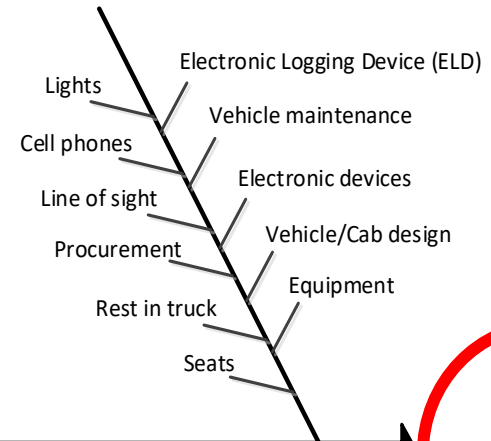 Electronic Logging Device (ELD)
Lights
Vehicle maintenance
Cell phones
Electronic devices
Line of sight
Vehicle/Cab design
Procurement
Equipment
Rest in truck
Seats